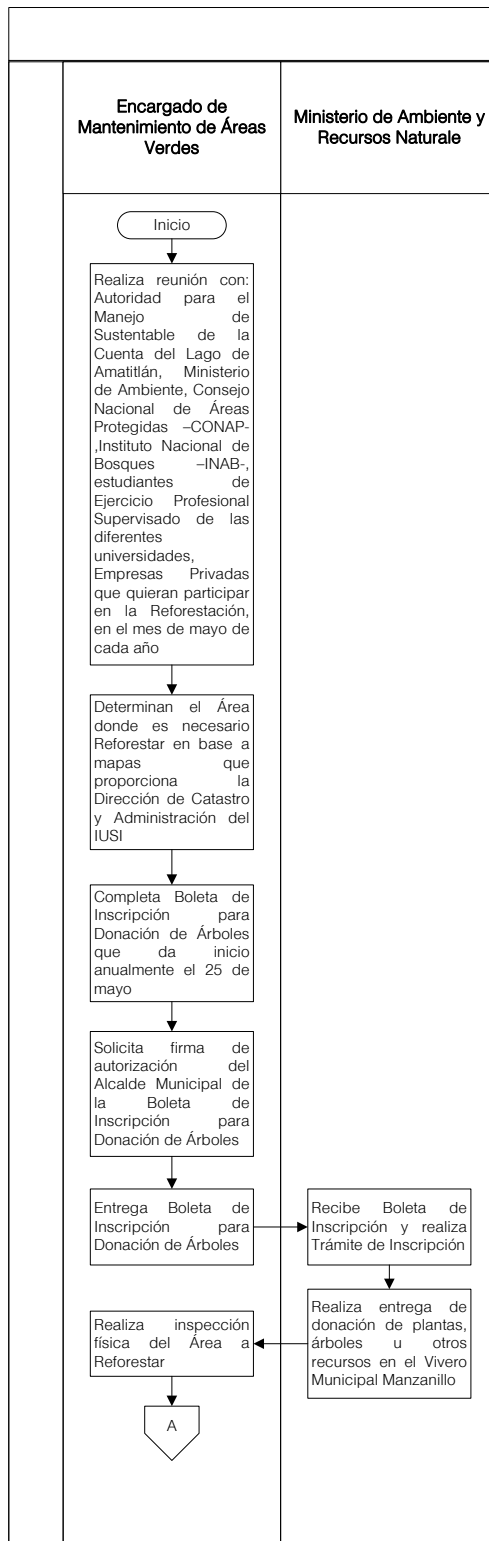 Encargado de
Mantenimiento de Áreas
Verdes
Ministerio de Ambiente y
Recursos Naturale
Inicio
Realiza reunión con:
Autoridad para el
Manejo de
Sustentable de la
Cuenta del Lago de
Amatitlán, Ministerio
de Ambiente, Consejo
Nacional de Áreas
Protegidas –CONAP-
,Instituto Nacional de
Bosques –INAB-,
estudiantes de
Ejercicio Profesional
Supervisado de las
diferentes
universidades,
Empresas Privadas
que quieran participar
en la Reforestación,
en el mes de mayo de
cada año
Determinan el Área
donde es necesario
Reforestar en base a
mapas que
proporciona la
Dirección de Catastro
y Administración del
IUSI
Completa Boleta de
Inscripción para
Donación de Árboles
que da inicio
anualmente el 25 de
mayo
Solicita firma de
autorización del
Alcalde Municipal de
la Boleta de
Inscripción para
Donación de Árboles
Entrega Boleta de
Inscripción para
Donación de Árboles
Recibe Boleta de
Inscripción y realiza
Trámite de Inscripción
Realiza entrega de
donación de plantas,
árboles u otros
recursos en el Vivero
Municipal Manzanillo
Realiza inspección
física del Área a
Reforestar
A